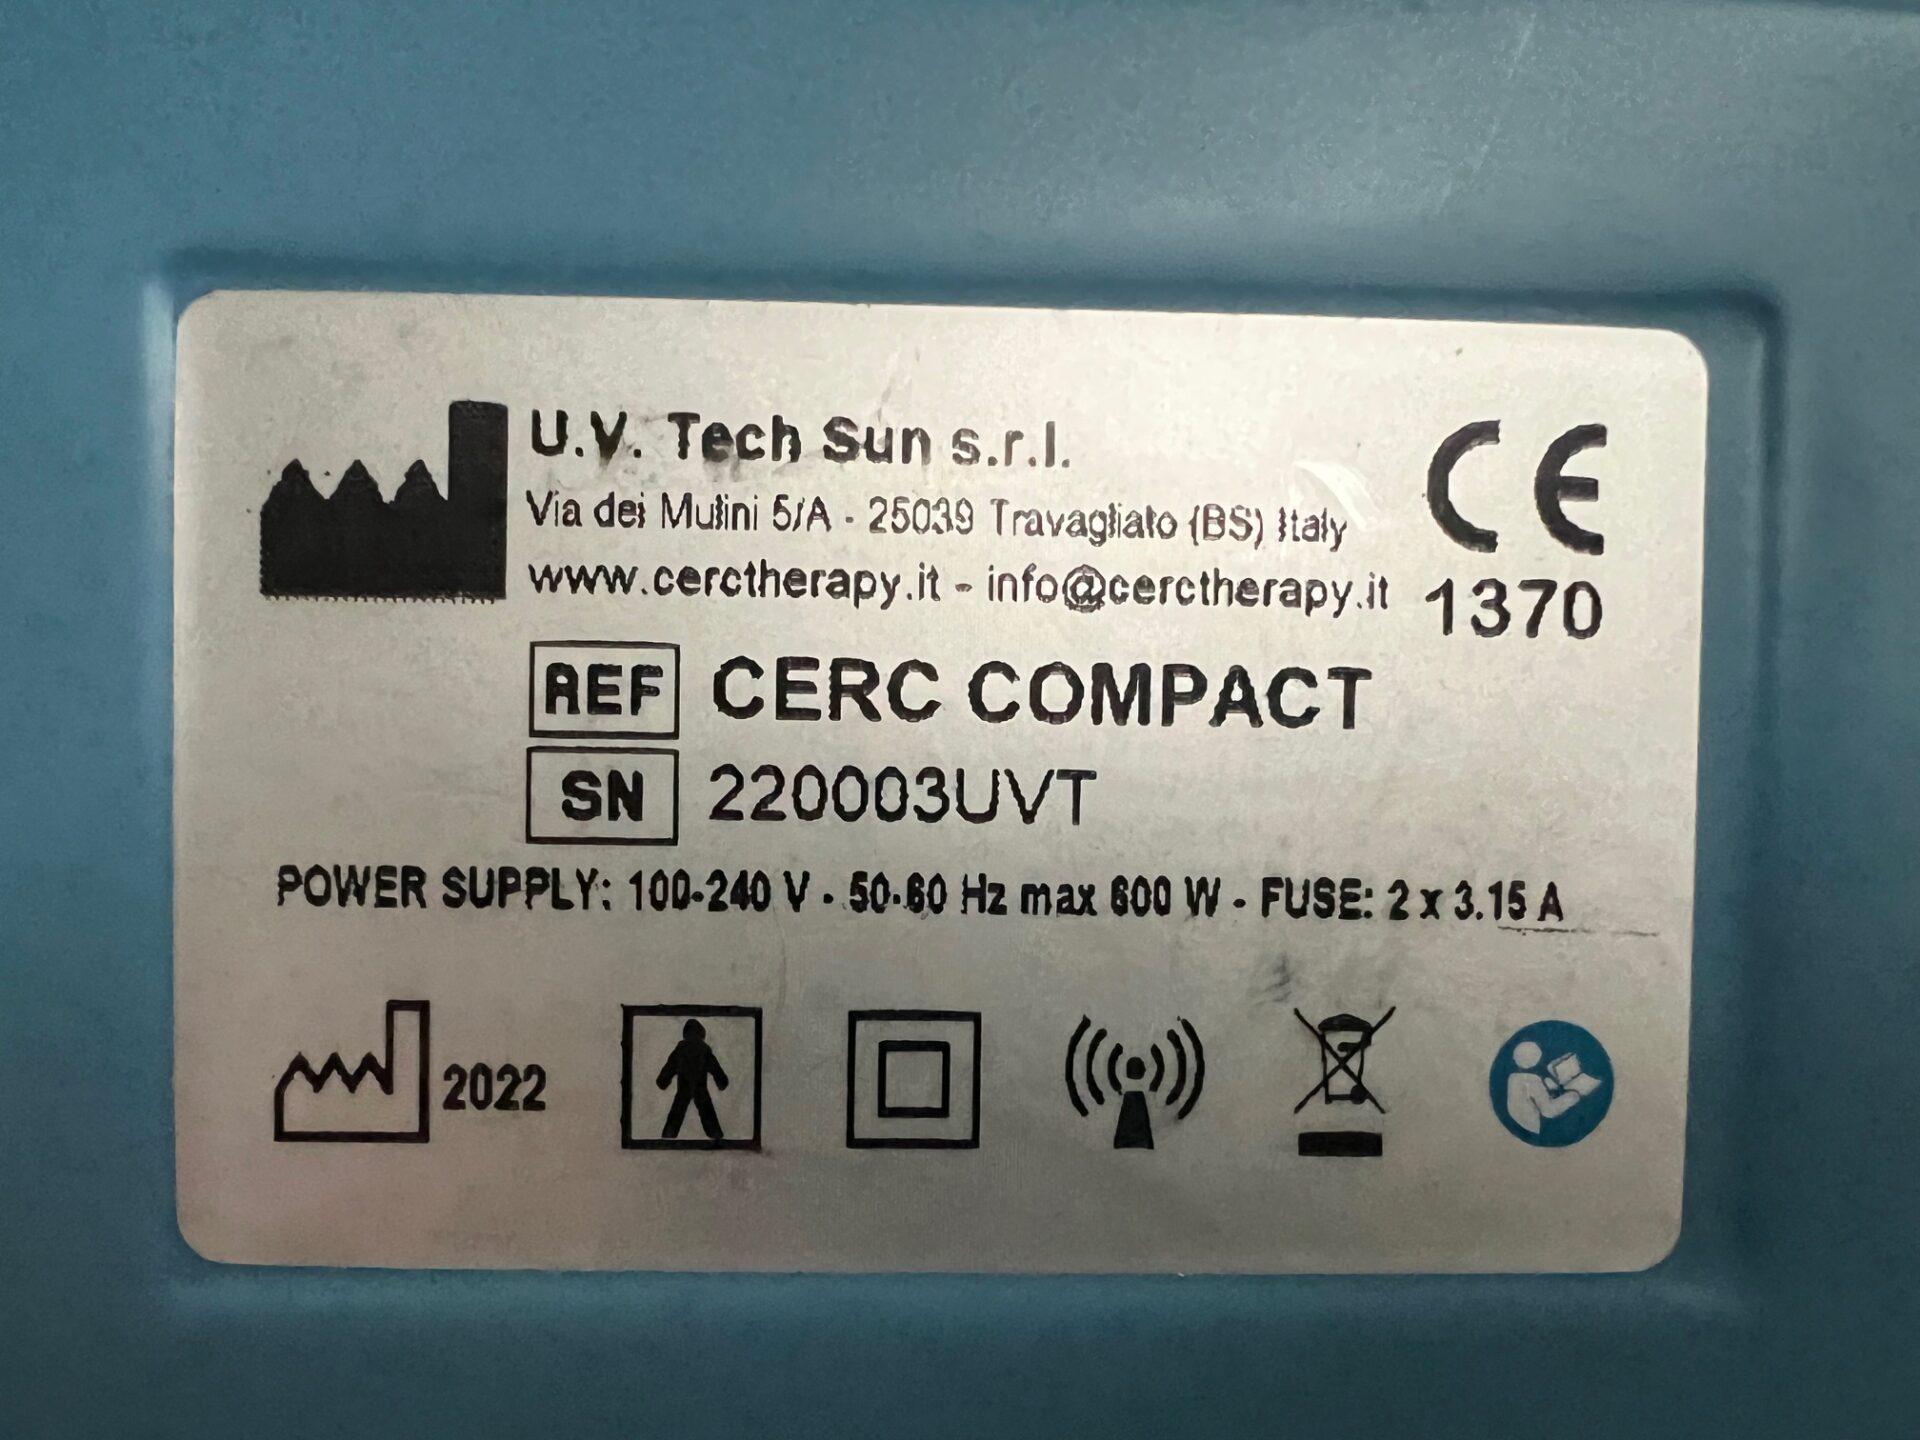 U.V. Tech Sun s.r.l.
Via dei Mulini 5/A - 25039 Travagliato (BS) Italy
www.cerctherapy.it - info@cerctherapy.it
CE
1370
REF CERC COMPACT
SN 220003UVT
POWER SUPPLY: 100-240 V - 50-60 Hz max 600 W - FUSE: 2 x 3.15 A
2022